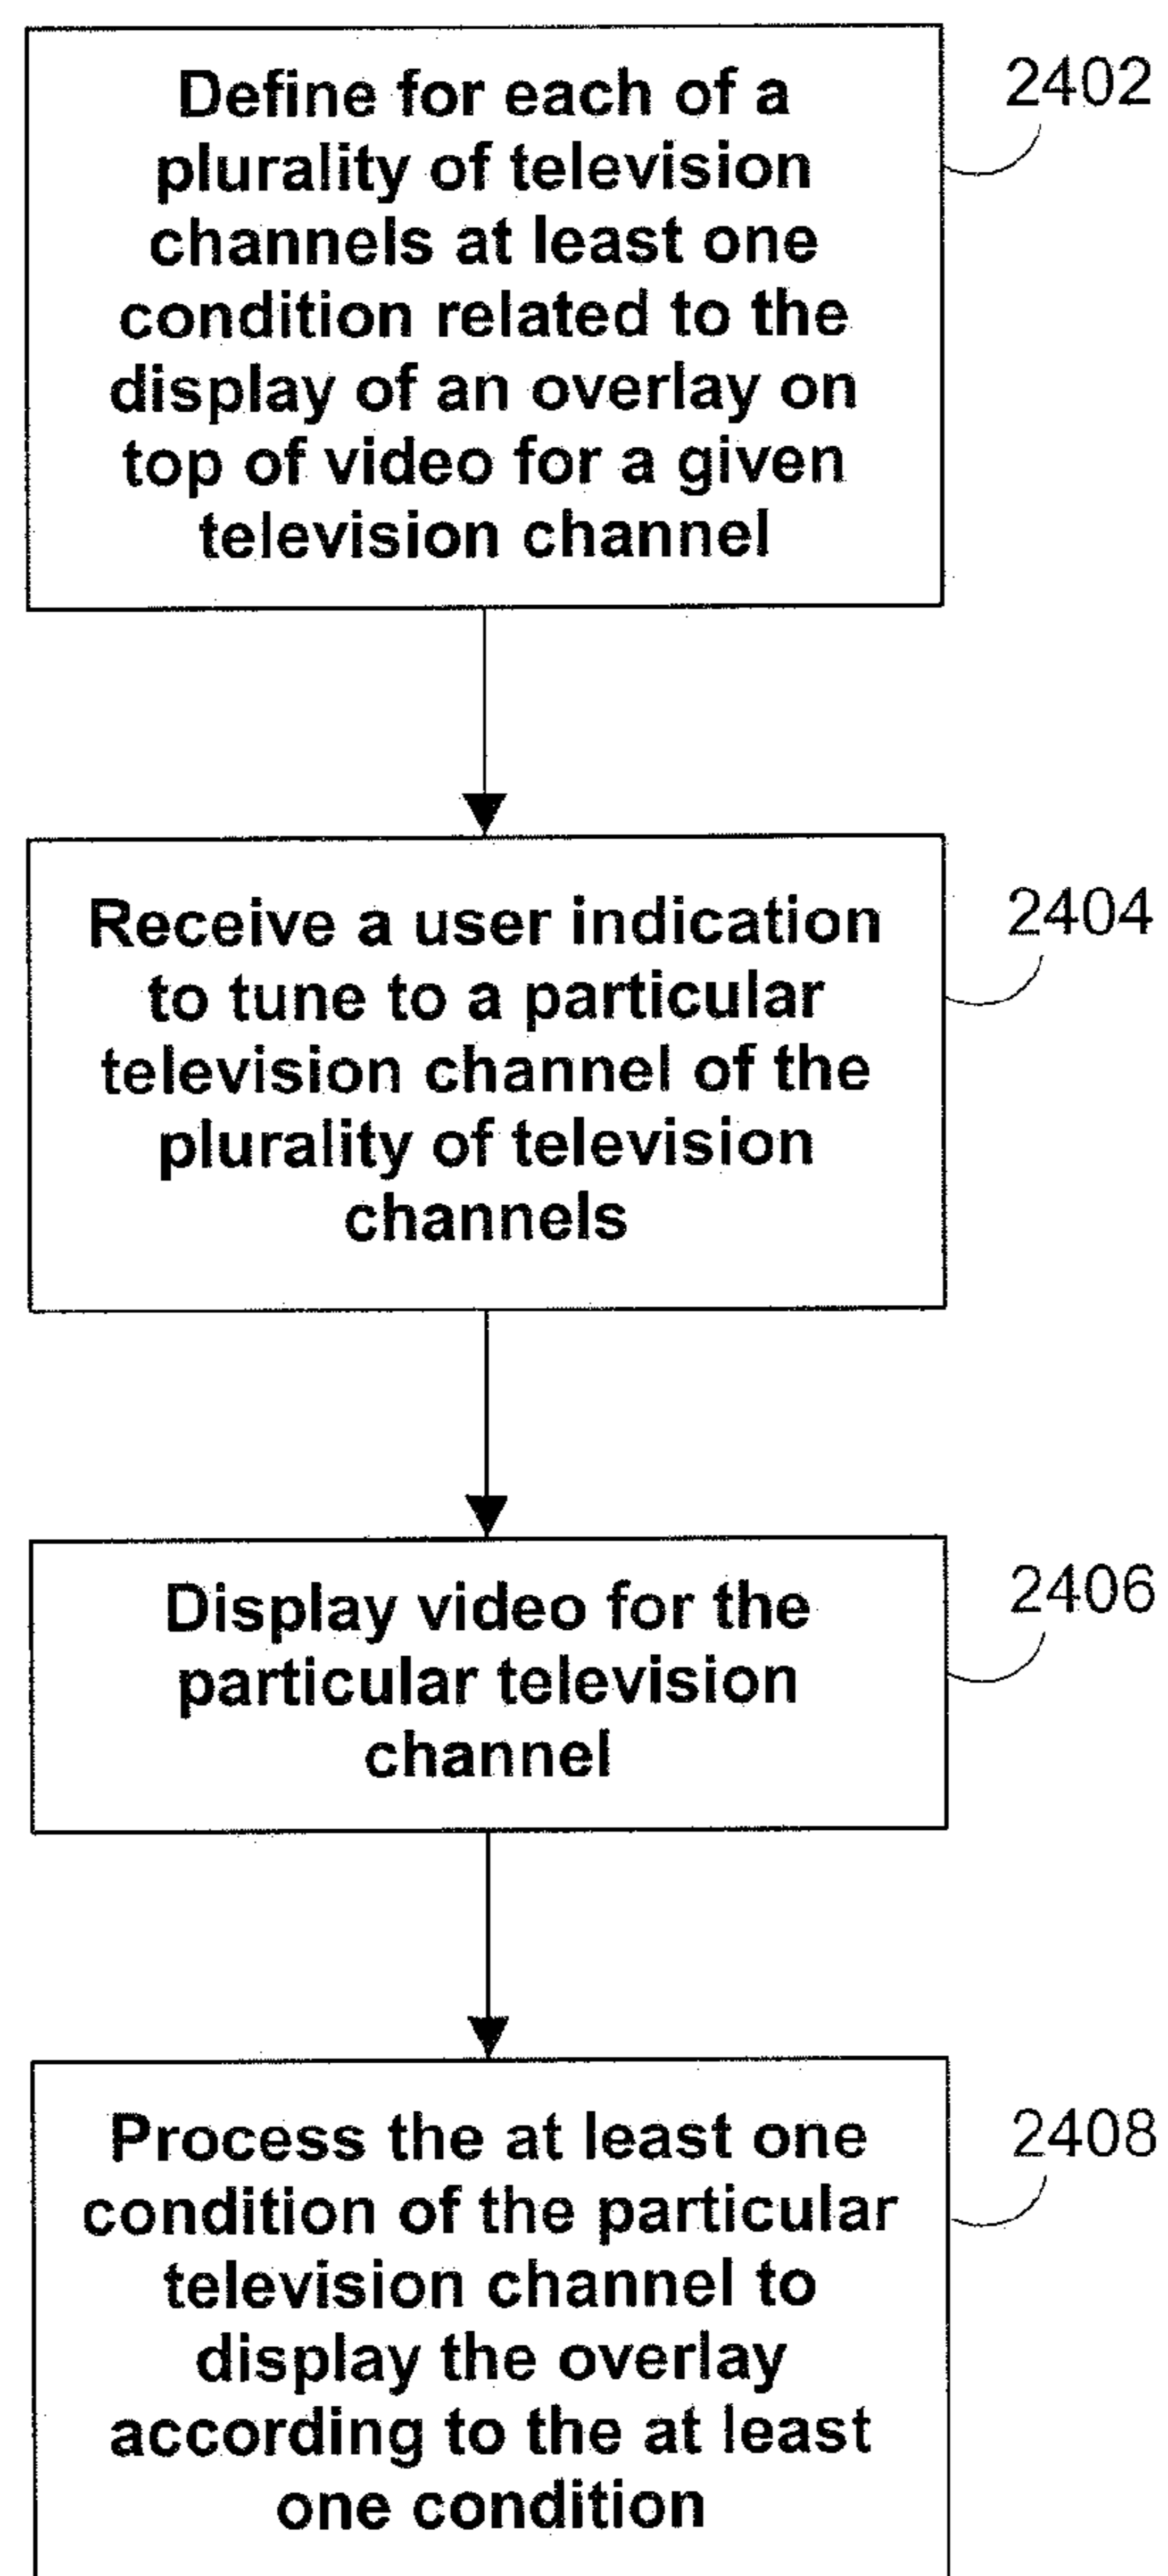 Define for each of a
plurality of television
channels at least one
condition related to the
display of an overlay on
top of video for a given
television channel
2402
Receive a user indication
to tune to a particular
television channel of the
plurality of television
channels
2404
Display video for the
particular television
channel
2406
Process the at least one
condition of the particular
television channel to
display the overlay
according to the at least
one condition
2408